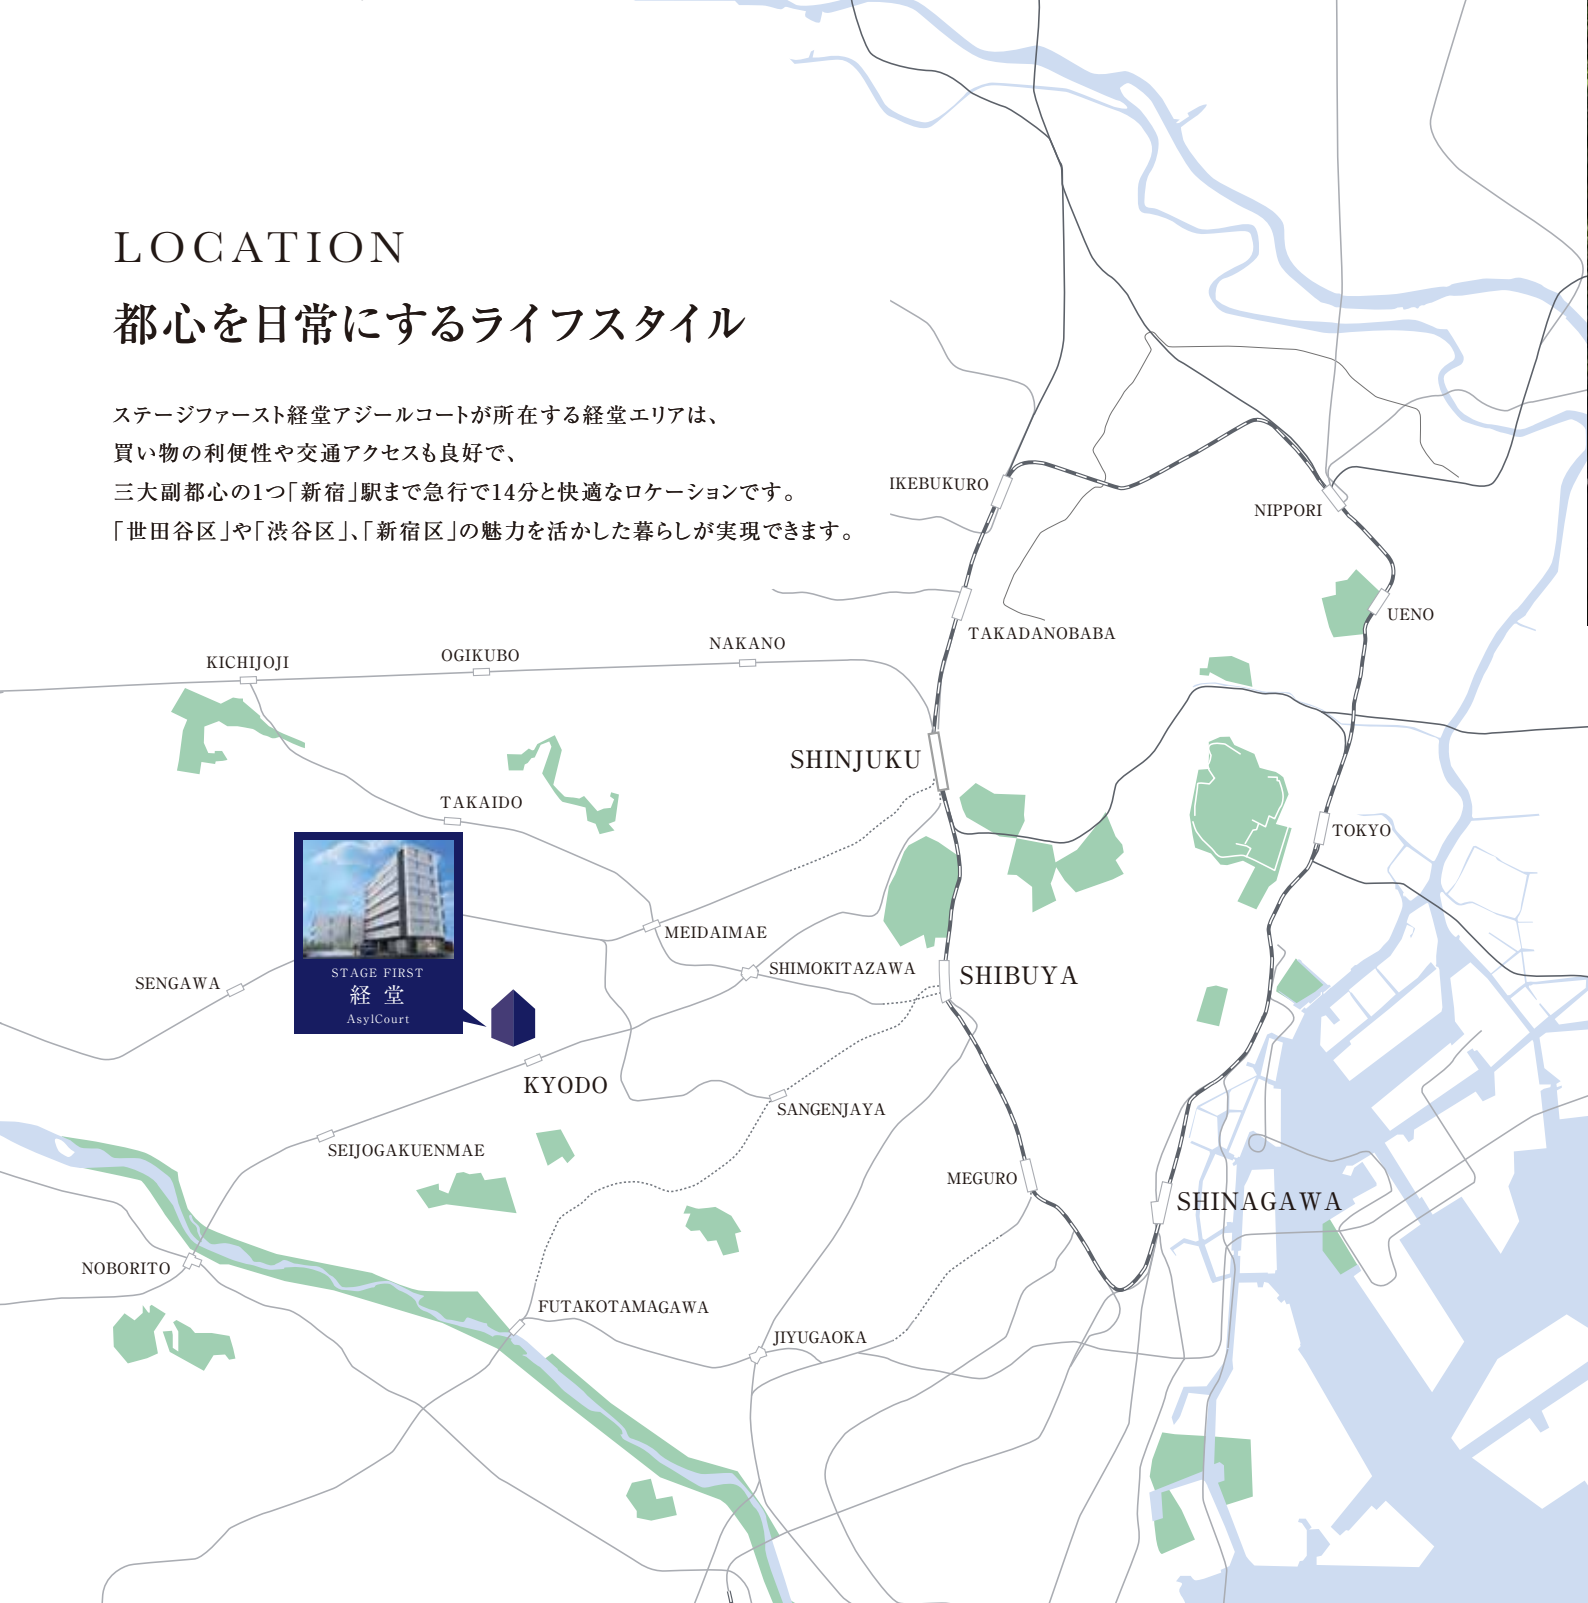 LOCATION
都心を日常にするライフスタイル
ステージファースト経堂アジールコートが所在する経堂エリアは、
買い物の利便性や交通アクセスも良好で、
三大副都心の1つ「新宿」駅まで急行で14分と快適なロケーションです。
「世田谷区」や「渋谷区」、「新宿区」の魅力を活かした暮らしが実現できます。
IKEBUKURO
NIPPORI
UENO
TAKADANOBABA
NAKANO
OGIKUBO
KICHIJOJI
SHINJUKU
TAKAIDO
TOKYO
MEIDAIMAE
SHIMOKITAZAWA
SHIBUYA
SENGAWA
STAGE FIRST
経 堂
AsylCourt
KYODO
SANGENJAYA
SEIJOGAKUENMAE
MEGURO
SHINAGAWA
NOBORITO
FUTAKOTAMAGAWA
JIYUGAOKA